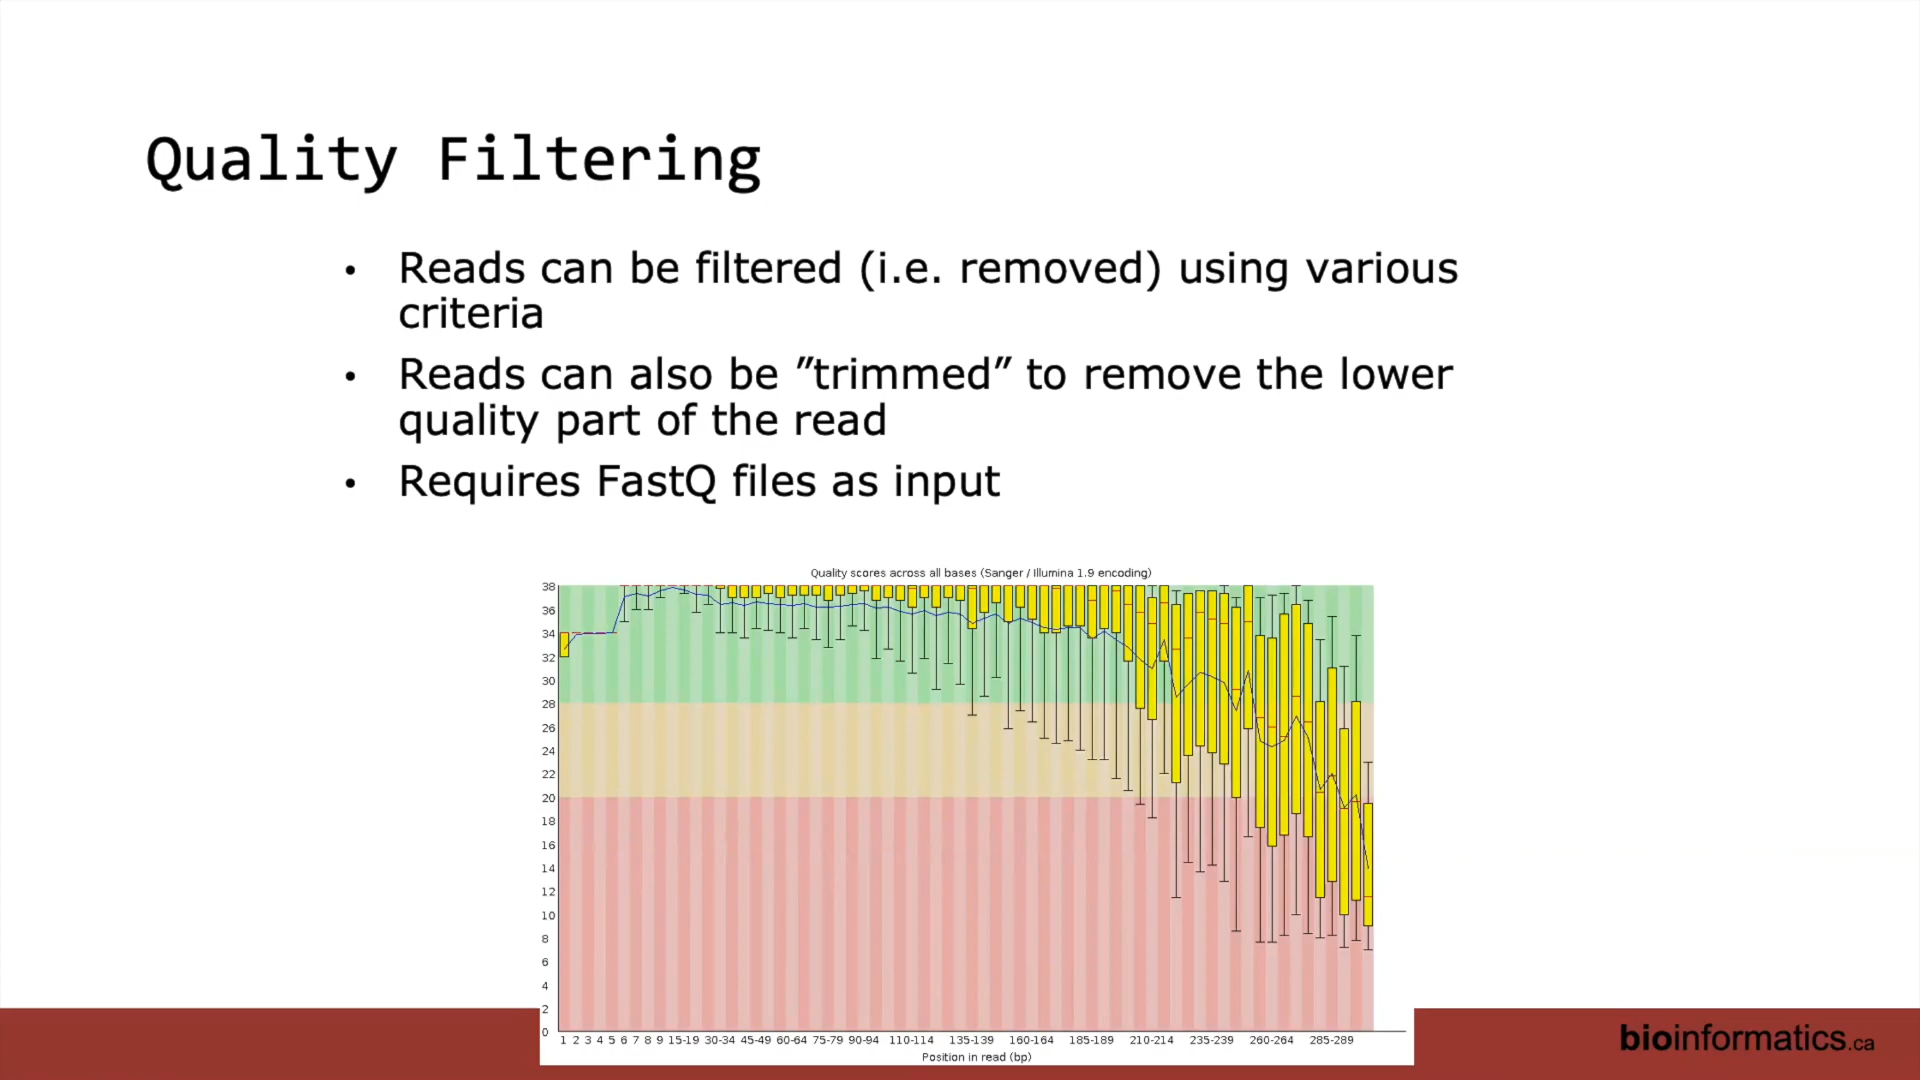 Quality Filtering
• Reads can be filtered (i.e. removed) using various
criteria
• Reads can also be ”trimmed” to remove the lower
quality part of the read
• Requires FastQ files as input
Quality scores across all bases (Sanger / Illumina 1.9 encoding)
38
36
34
32
30
28
26
24
22
20
18
16
14
12
10
8
6
4
2
0
1 2 3 4 5 6 7 8 9 15-19 30-34 45-49 60-64 75-79 90-94 110-114 135-139 160-164 185-189 210-214 235-239 260-264 285-289
Position in read (bp)
bioinformatics.ca